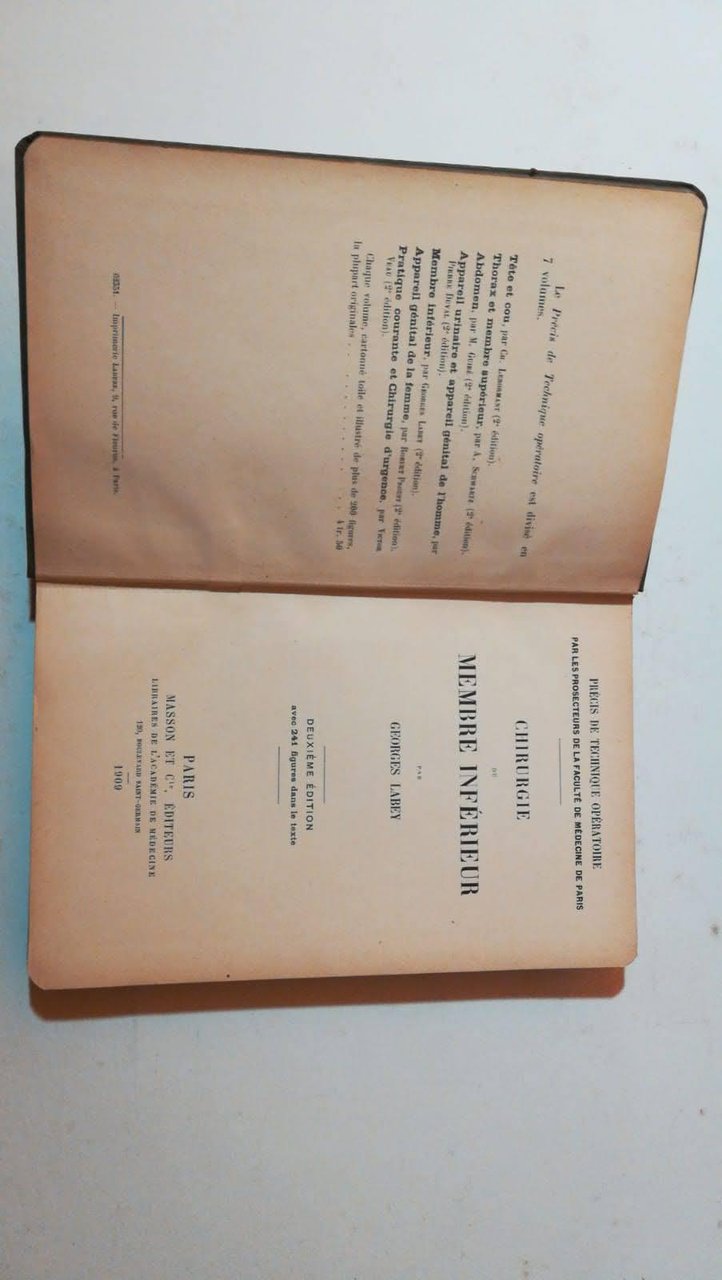 Le Précis de Technique opératoire est divisé en
7 volumes.
Tête et cou, par Ch. Lenormant (2e édition).
Thorax et membre supérieur, par A. Schwartz (2e édition).
Abdomen, par M. Guibé (2e édition).
Appareil urinaire et appareil génital de l'homme, par
Pierre Duval (2e édition).
Membre inférieur, par Georges Labey (2e édition).
Appareil génital de la femme, par Robert Proust (2e édition).
Pratique courante et Chirurgie d'urgence, par Victor
Veau (2e édition).
Chaque volume, cartonné toile et illustré de plus de 200 figures,
la plupart originales . . . . . . . . . . . . 4 fr. 50
Imprimerie Lahure, 9, rue de Fleurus, à Paris.
PRÉCIS DE TECHNIQUE OPÉRATOIRE
PAR LES PROSECTEURS DE LA FACULTÉ DE MÉDECINE DE PARIS
CHIRURGIE
DU
MEMBRE INFÉRIEUR
PAR
GEORGES LABEY
DEUXIÈME ÉDITION
avec 241 figures dans le texte
PARIS
MASSON ET Cie, ÉDITEURS
LIBRAIRES DE L'ACADÉMIE DE MÉDECINE
120, BOULEVARD SAINT-GERMAIN
1909